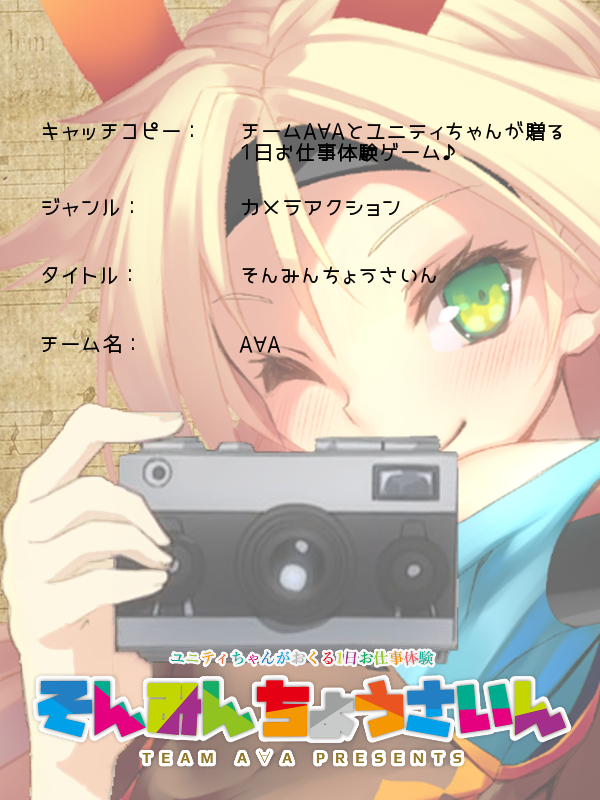 キャッチコピー： チームA∀Aとユニティちゃんが贈る
1日お仕事体験ゲーム♪
ジャンル： カメラアクション
タイトル： そんみんちょうさいん
チーム名： A∀A
ユニティちゃんがおくる1日お仕事体験
そんみんちょうさいん
TEAM A∀A PRESENTS